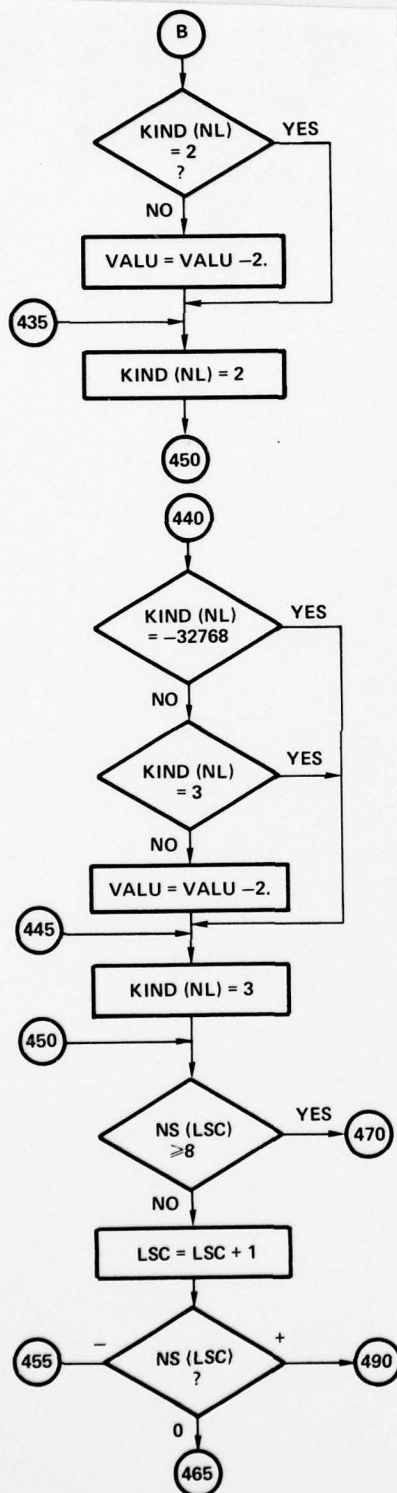 B
KIND (NL)
= 2
?
YES
NO
VALU = VALU −2.
435
KIND (NL) = 2
450
440
KIND (NL)
= −32768
YES
NO
KIND (NL)
= 3
YES
NO
VALU = VALU −2.
445
KIND (NL) = 3
450
NS (LSC)
⩾8
YES
470
NO
LSC = LSC + 1
455
−
NS (LSC)
?
+
490
0
465